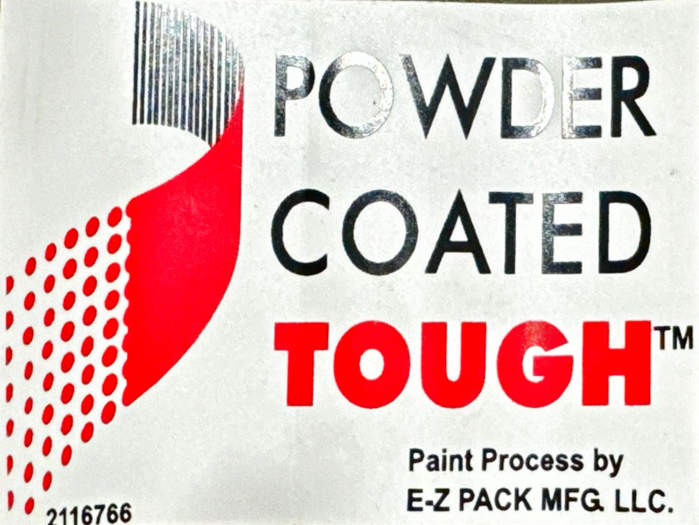 POWDER
COATED
TOUGH™
Paint Process by
E-Z PACK MFG. LLC.
2116766